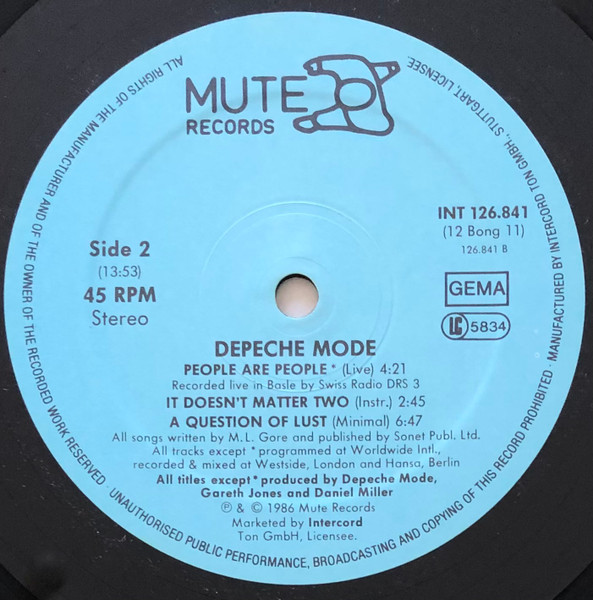 MUTE
RECORDS
Side 2
(13:53)
45 RPM
Stereo
INT 126.841
(12 Bong 11)
126.841 B
GEMA
LC 5834
DEPECHE MODE
PEOPLE ARE PEOPLE* (Live) 4:21
Recorded live in Basle by Swiss Radio DRS 3
IT DOESN'T MATTER TWO (Instr.) 2:45
A QUESTION OF LUST (Minimal) 6:47
All songs written by M.L. Gore and published by Sonet Publ. Ltd.
All tracks except * programmed at Worldwide Intl.,
recorded & mixed at Westside, London and Hansa, Berlin
All titles except * produced by Depeche Mode,
Gareth Jones and Daniel Miller
℗ & © 1986 Mute Records
Marketed by Intercord
Ton GmbH, Licensee.
ALL RIGHTS OF THE MANUFACTURER AND OF THE OWNER OF THE RECORDED WORK RESERVED · UNAUTHORISED PUBLIC PERFORMANCE, BROADCASTING AND COPYING OF THIS RECORD PROHIBITED · MANUFACTURED BY INTERCORD TON GMBH., STUTTGART, LICENSEE.